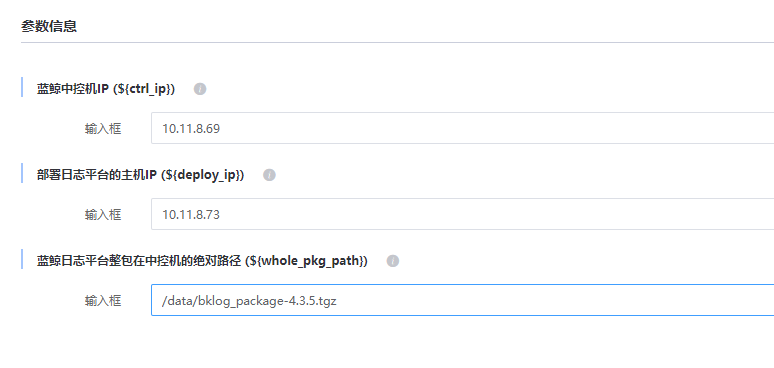 参数信息
蓝鲸中控机IP (${ctrl_ip})
输入框
10.11.8.69
部署日志平台的主机IP (${deploy_ip})
输入框
10.11.8.73
蓝鲸日志平台整包在中控机的绝对路径 (${whole_pkg_path})
输入框
/data/bklog_package-4.3.5.tgz